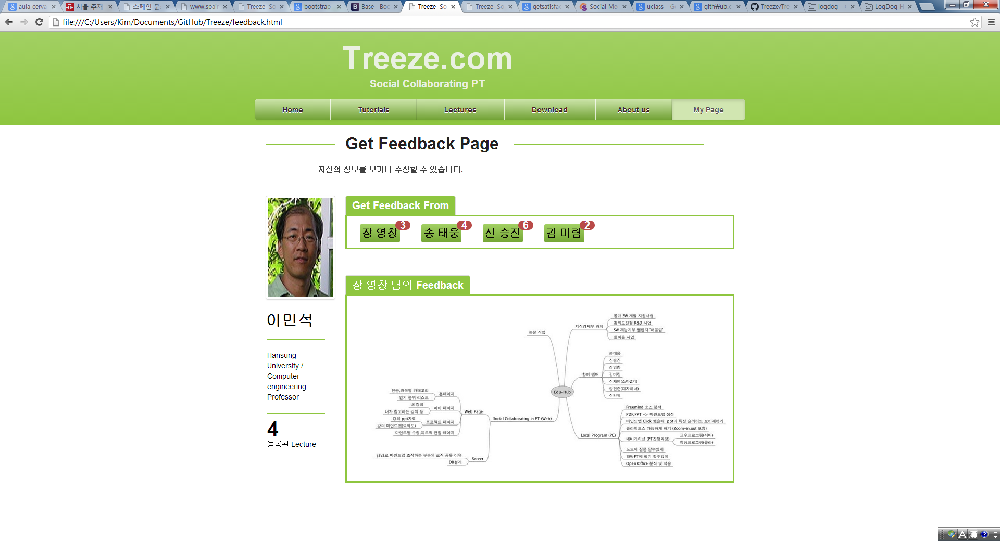 aula cerva
서울 주재
스페인 문
www.spain
Treeze- So
bootstrap
Base - Boo
Treeze- So
Treeze- So
getsatisfac
Social Me
uclass - G
gith₩ub.c
Treeze/Tre
logdog - 
LogDog H
file:///C:/Users/Kim/Documents/GitHub/Treeze/feedback.html
Treeze.com
Social Collaborating PT
Home Tutorials Lectures Download About us My Page
Get Feedback Page
자신의 정보를 보거나 수정할 수 있습니다.
Get Feedback From
장 영창 3 송 태웅 4 신 승진 6 김 미림 2
이민석
Hansung
University /
Computer
engineering
Professor
4
등록된 Lecture
장 영창 님의 Feedback
논문 작업
지식경제부 과제
공개 SW 개발 지원사업
창의도전형 R&D 사업
SW 재능기부 챌린지 '어울림'
한이음 사업
참여 멤버
송태웅
신승진
장영창
김미림
신재명(소마2기)
양현준(디자이너)
신건영
Edu-Hub
Social Collaborating in PT (Web)
Web Page
홈페이지
전공,과목별 카테고리
인기 순위 리스트
마이 페이지
내 강의
내가 참고하는 강의 등
프로젝트 페이지
강의 ppt자료
강의 마인드맵(요약도)
마인드맵 수정,피드백 편집 페이지
Server
java로 마인드맵 조작하는 부분의 로직 공유 이슈
DB설계
Local Program (PC)
Freemind 소스 분석
PDF,PPT -> 마인드맵 생성
마인드맵 Click 했을때 ppt의 특정 슬라이드 보이게하기
슬라이드쇼 가능하게 하기 (Zoom-in,out 포함)
네비게이션 (PT진행과정)
교수프로그램(서버)
학생프로그램(클라)
노드에 질문 달수있게
해당PT에 필기 할수있게
Open Office 분석 및 적용
A 漢